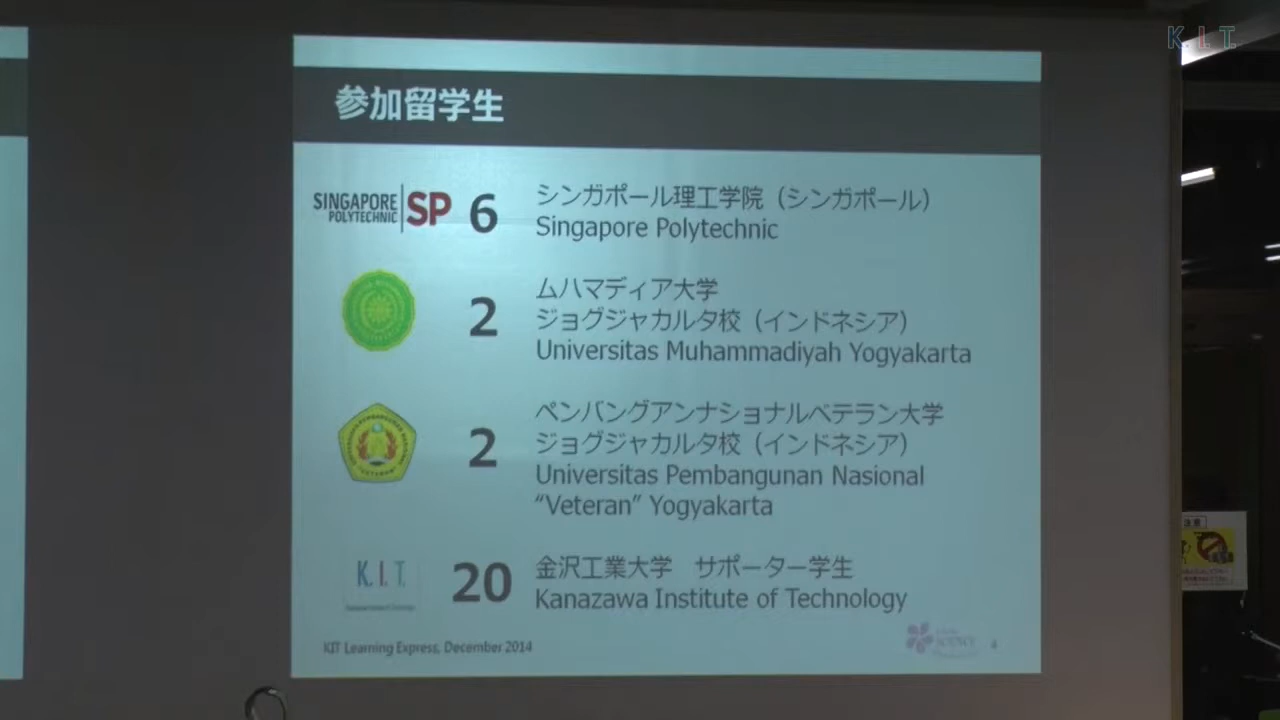 K.I.T.
参加留学生
SINGAPORE POLYTECHNIC SP
6
シンガポール理工学院（シンガポール）
Singapore Polytechnic
2
ムハマディア大学
ジョグジャカルタ校（インドネシア）
Universitas Muhammadiyah Yogyakarta
2
ペンバングアンナショナルベテラン大学
ジョグジャカルタ校（インドネシア）
Universitas Pembangunan Nasional
“Veteran” Yogyakarta
K.I.T.
20
金沢工業大学　サポーター学生
Kanazawa Institute of Technology
KIT Learning Express, December 2014
SCIENCE
4
注意